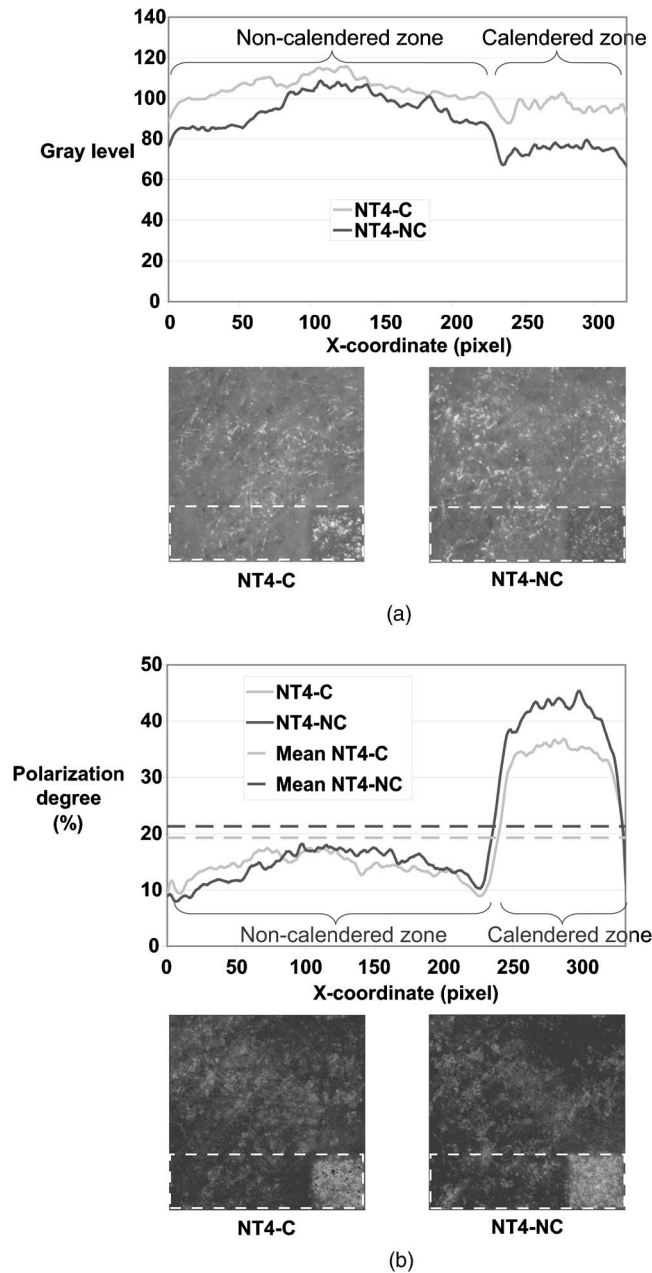 140
120
100
80
60
40
20
0
Gray level
Non-calendered zone
Calendered zone
NT4-C
NT4-NC
0 50 100 150 200 250 300
X-coordinate (pixel)
NT4-C
NT4-NC
(a)
50
40
30
20
10
0
Polarization
degree
(%)
NT4-C
NT4-NC
Mean NT4-C
Mean NT4-NC
Non-calendered zone
Calendered zone
0 50 100 150 200 250 300
X-coordinate (pixel)
NT4-C
NT4-NC
(b)